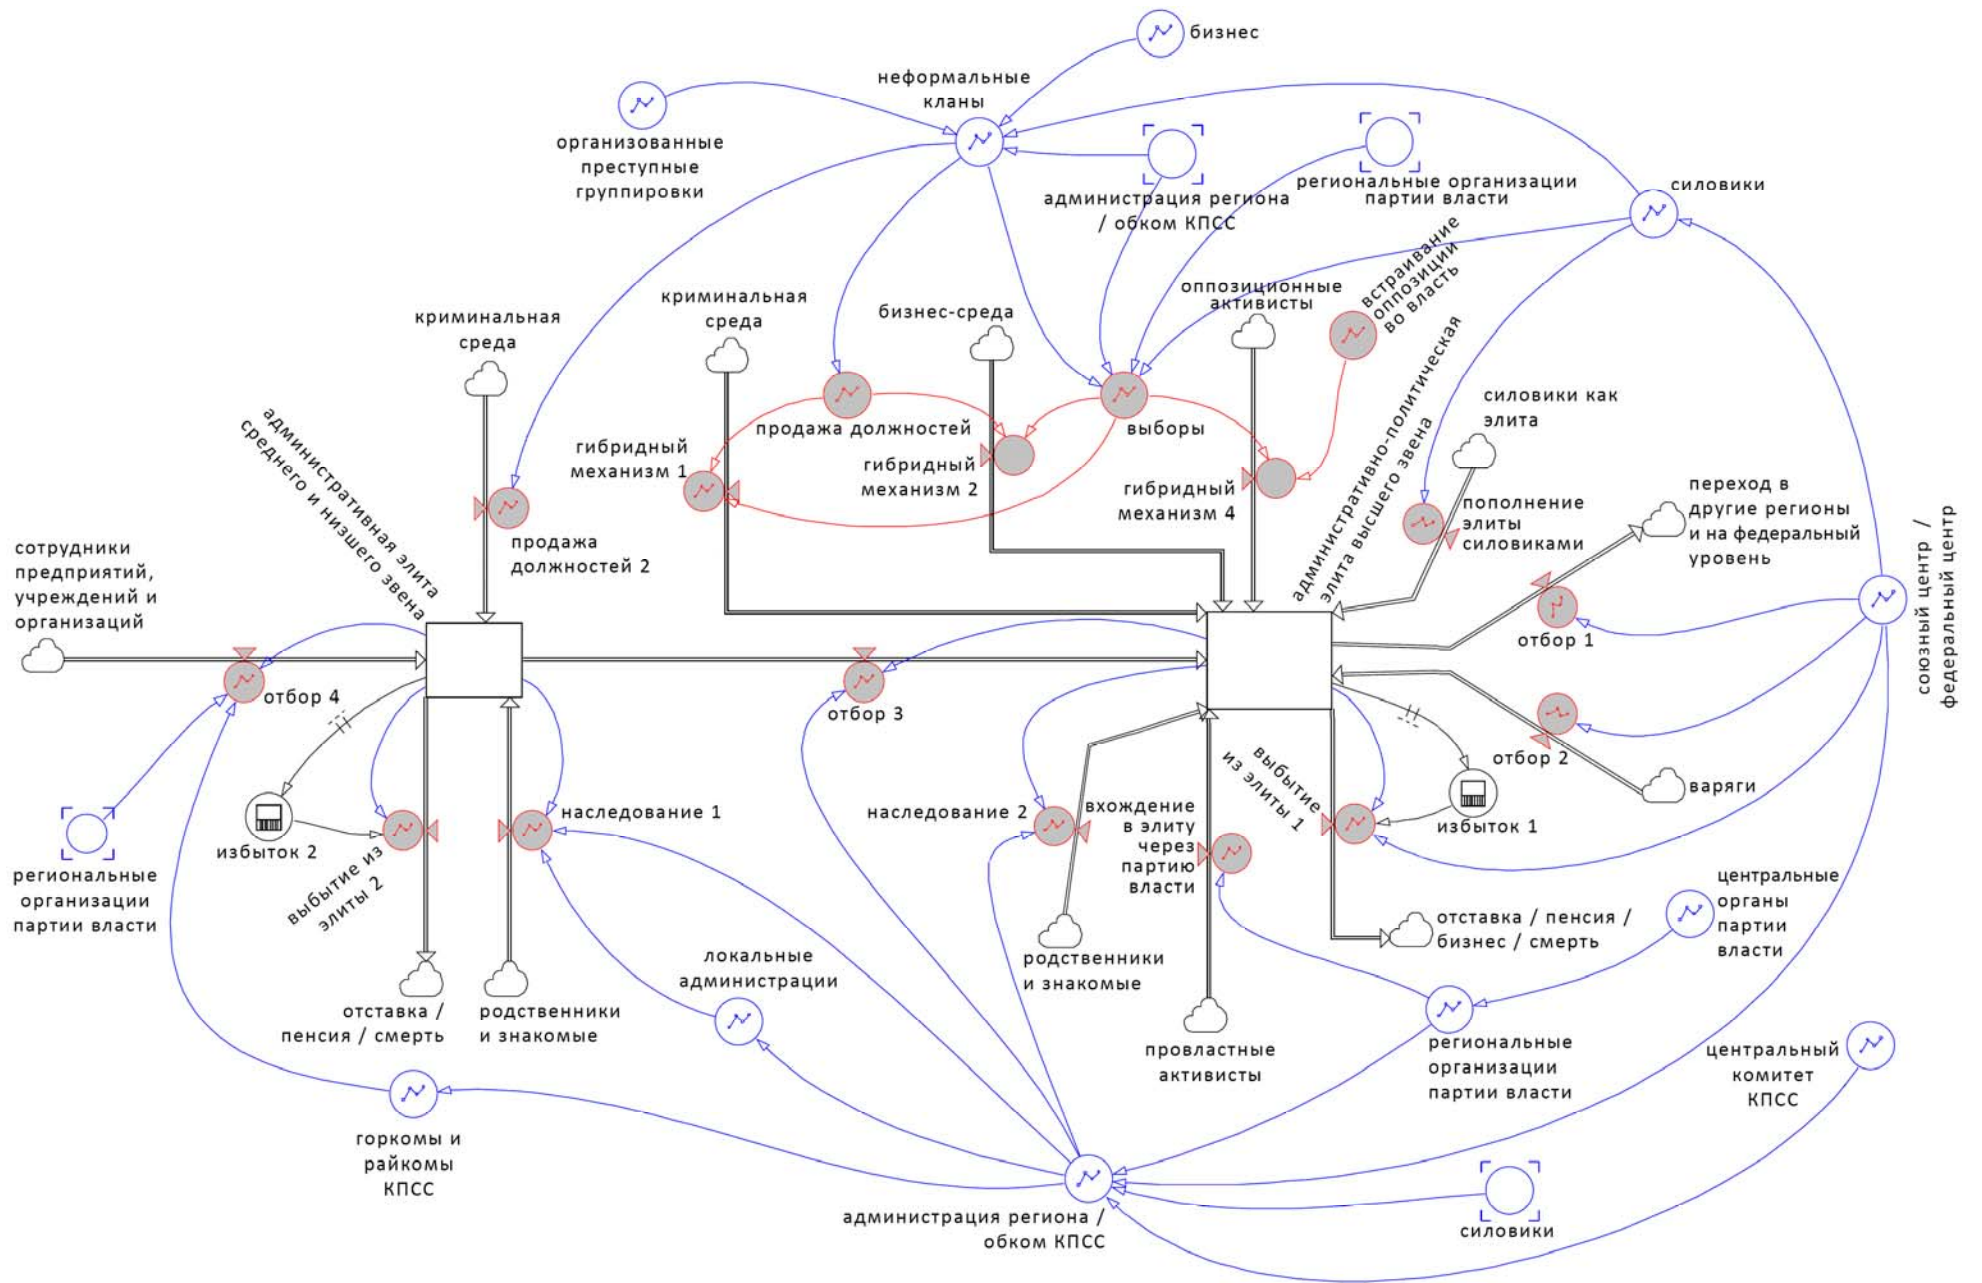 бизнес
неформальные
кланы
организованные
преступные
группировки
администрация региона
/ обком КПСС
региональные организации
партии власти
силовики
криминальная
среда
криминальная
среда
бизнес-среда
оппозиционные
активисты
встраивание
оппозиции
во власть
административно-политическая
элита высшего звена
силовики как
элита
административная элита
среднего и низшего звена
продажа должностей
выборы
гибридный
механизм 1
гибридный
механизм 2
гибридный
механизм 4
пополнение
элиты
силовиками
переход в
другие регионы
и на федеральный
уровень
союзный центр /
федеральный центр
сотрудники
предприятий,
учреждений и
организаций
продажа
должностей 2
отбор 1
отбор 4
отбор 3
отбор 2
варяги
избыток 2
выбытие из
элиты 2
наследование 1
наследование 2
вхождение
в элиту
через
партию
власти
выбытие
из элиты 1
избыток 1
региональные
организации
партии власти
центральные
органы
партии
власти
отставка / пенсия /
бизнес / смерть
локальные
администрации
родственники
и знакомые
отставка /
пенсия / смерть
родственники
и знакомые
провластные
активисты
региональные
организации
партии власти
центральный
комитет
КПСС
горкомы и
райкомы
КПСС
администрация региона /
обком КПСС
силовики